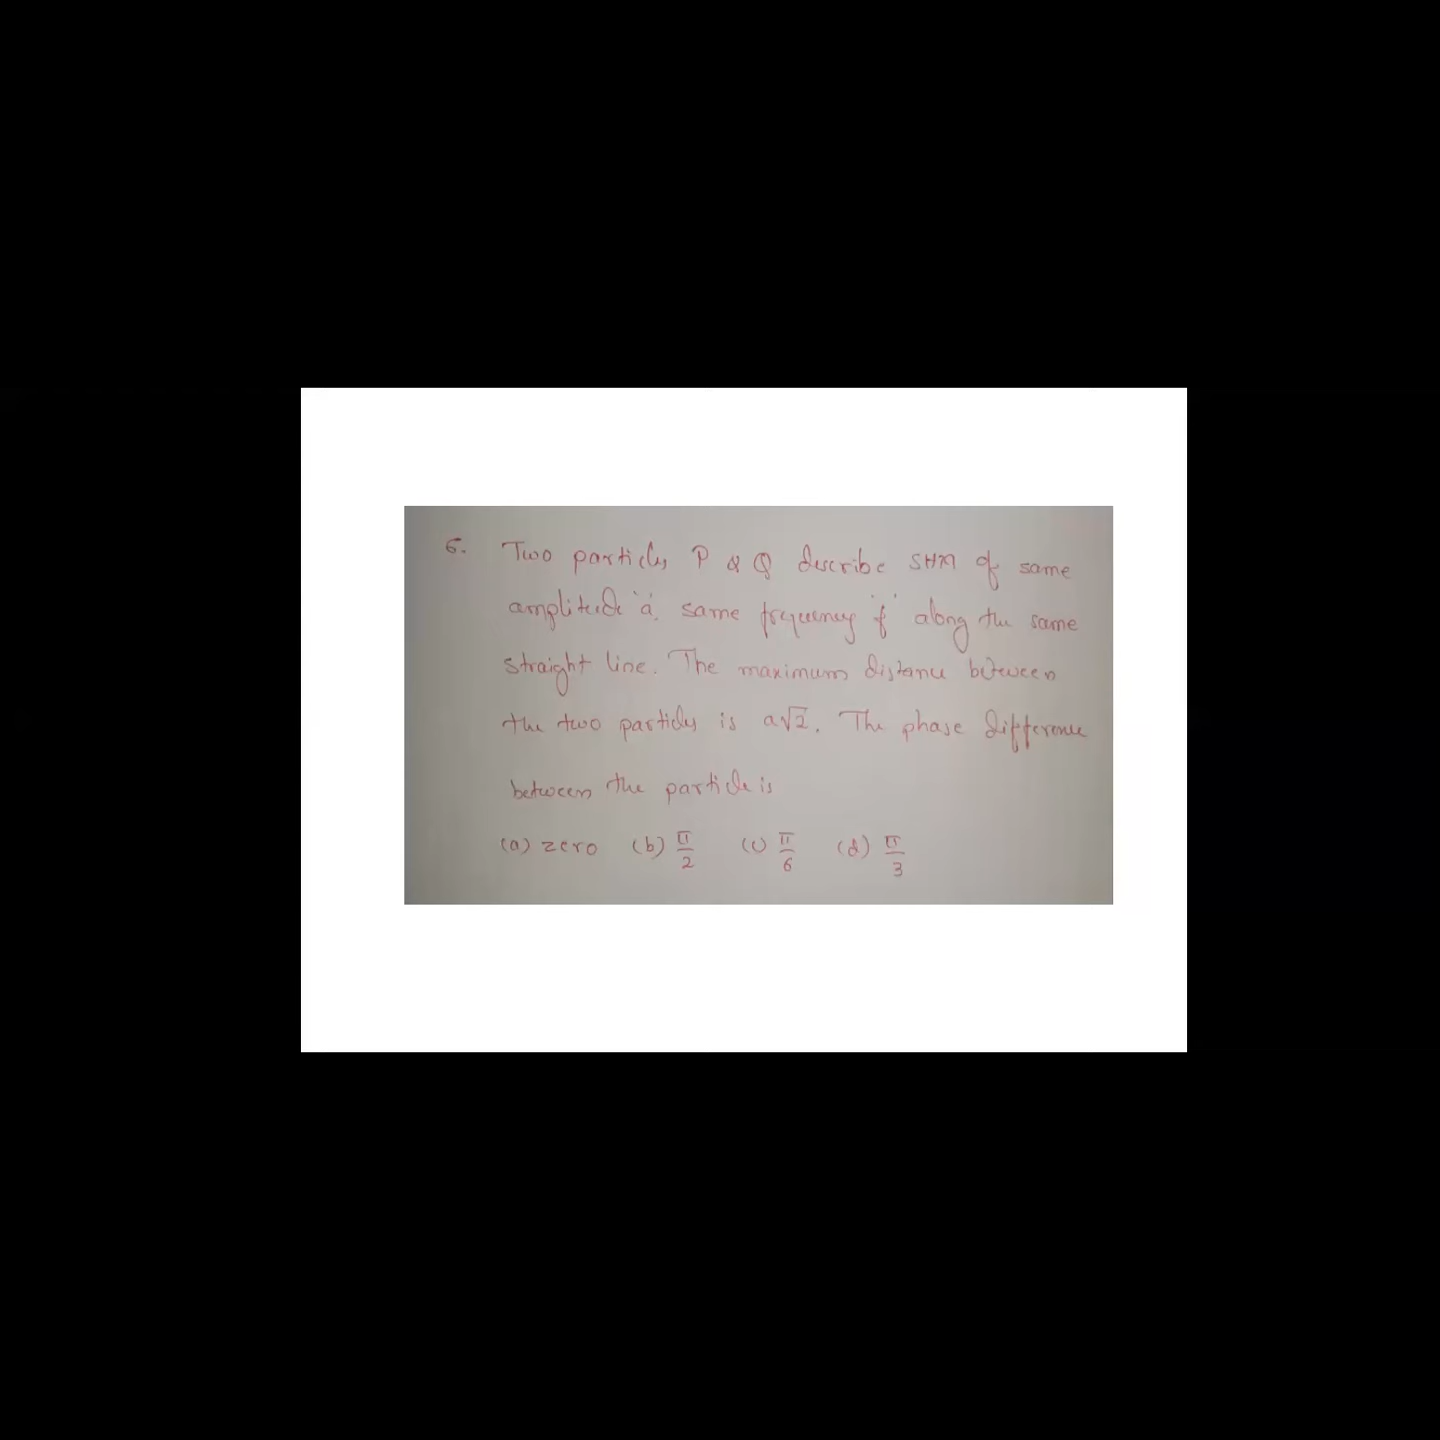 6. Two particles P & Q describe SHM of same
amplitude 'a', same frequency 'f' along the same
straight line. The maximum distance between
the two particles is a√2. The phase difference
between the particle is
(a) zero (b) π/2 (c) π/6 (d) π/3